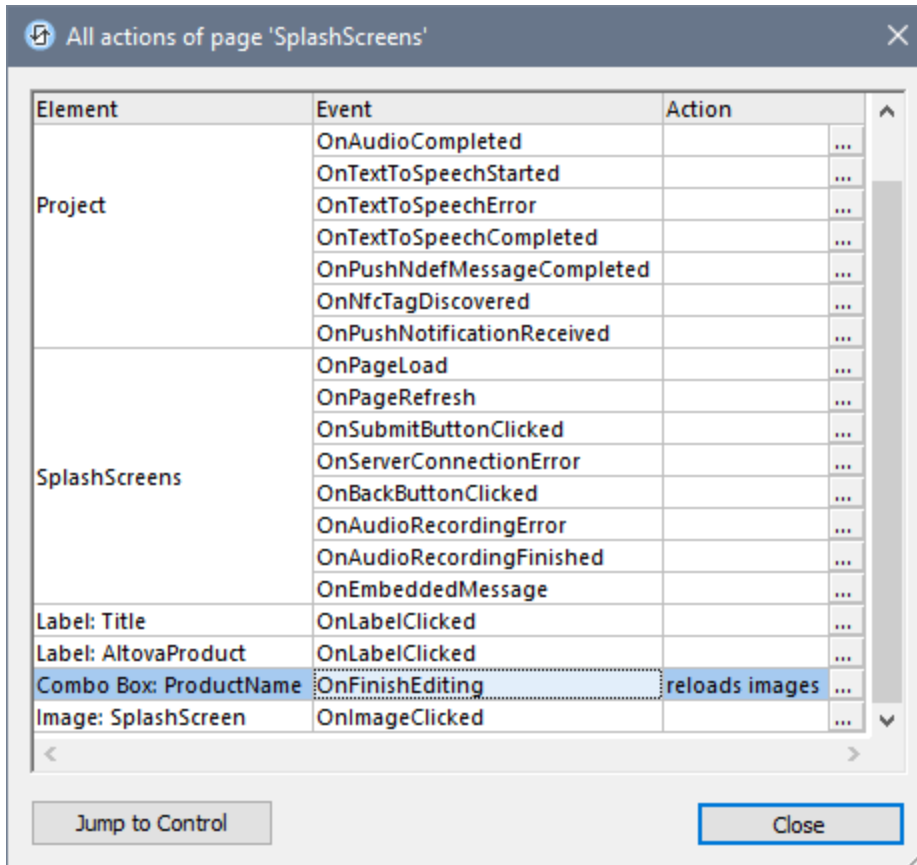 All actions of page 'SplashScreens'
Element Event Action
OnAudioCompleted ...
OnTextToSpeechStarted ...
Project OnTextToSpeechError ...
OnTextToSpeechCompleted ...
OnPushNdefMessageCompleted ...
OnNfcTagDiscovered ...
OnPushNotificationReceived ...
OnPageLoad ...
OnPageRefresh ...
OnSubmitButtonClicked ...
SplashScreens OnServerConnectionError ...
OnBackButtonClicked ...
OnAudioRecordingError ...
OnAudioRecordingFinished ...
OnEmbeddedMessage ...
Label: Title OnLabelClicked ...
Label: AltovaProduct OnLabelClicked ...
Combo Box: ProductName OnFinishEditing reloads images ...
Image: SplashScreen OnImageClicked ...
Jump to Control Close